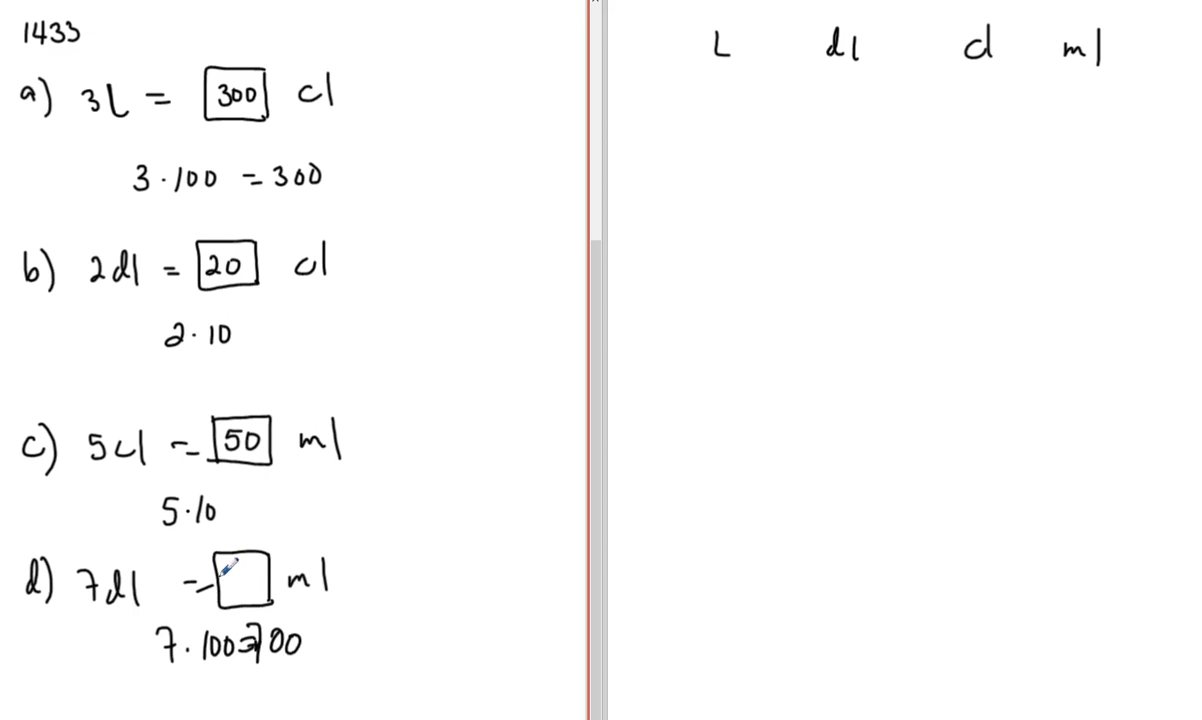 1433
a) 3L = 300 cl
3 · 100 = 300
b) 2dl = 20 cl
2 · 10
c) 5cl = 50 ml
5 · 10
d) 7dl = ml
7 · 100 = 700
L dl cl ml